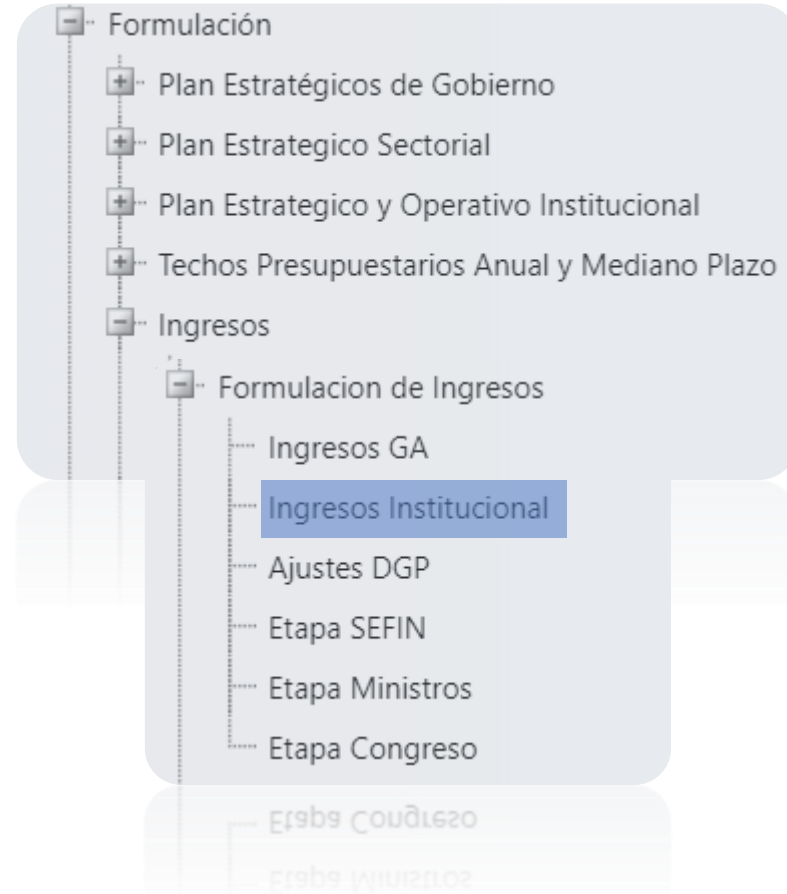 Formulación
Plan Estratégicos de Gobierno
Plan Estrategico Sectorial
Plan Estrategico y Operativo Institucional
Techos Presupuestarios Anual y Mediano Plazo
Ingresos
Formulacion de Ingresos
Ingresos GA
Ingresos Institucional
Ajustes DGP
Etapa SEFIN
Etapa Ministros
Etapa Congreso